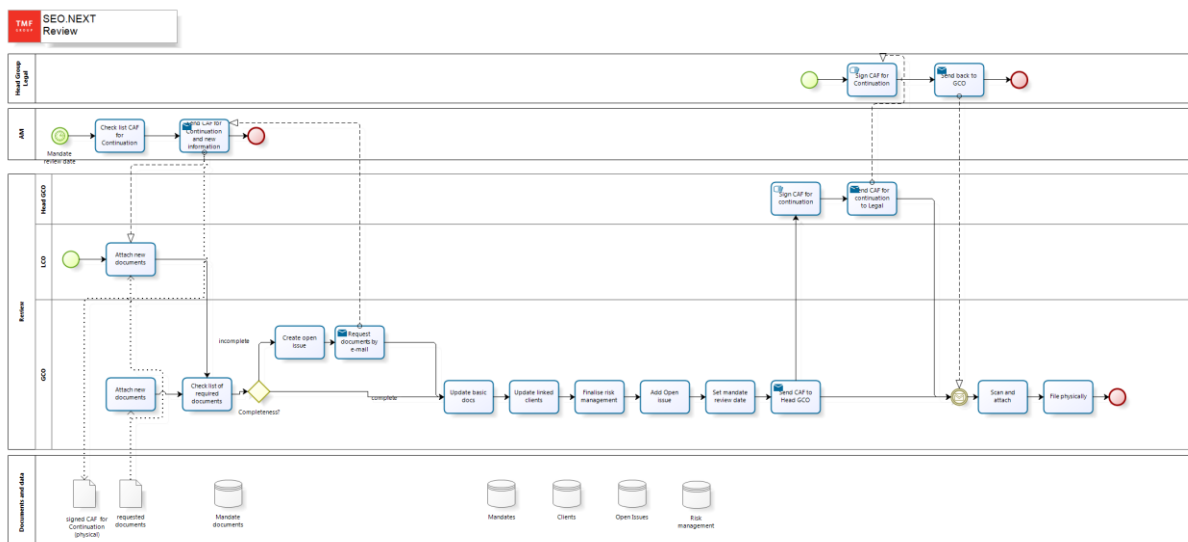 TMF
GROUP
SEO.NEXT
Review
Head Group
Legal
Sign CAF for
Continuation
Send back to
GCO
AM
Mandate
review date
Check list CAF
for
Continuation
Send CAF for
Continuation
and new
information
Review
Head GCO
Sign CAF for
continuation
Send CAF for
continuation
to Legal
LCO
Attach new
documents
GCO
incomplete
Create open
issue
Request
documents by
e-mail
Attach new
documents
Check list of
required
documents
Completeness?
complete
Update basic
docs
Update linked
clients
Finalise risk
management
Add Open
issue
Set mandate
review date
Send CAF to
Head GCO
Scan and
attach
File physically
Documents and data
signed CAF for
Continuation
(physical)
requested
documents
Mandate
documents
Mandates
Clients
Open Issues
Risk
management